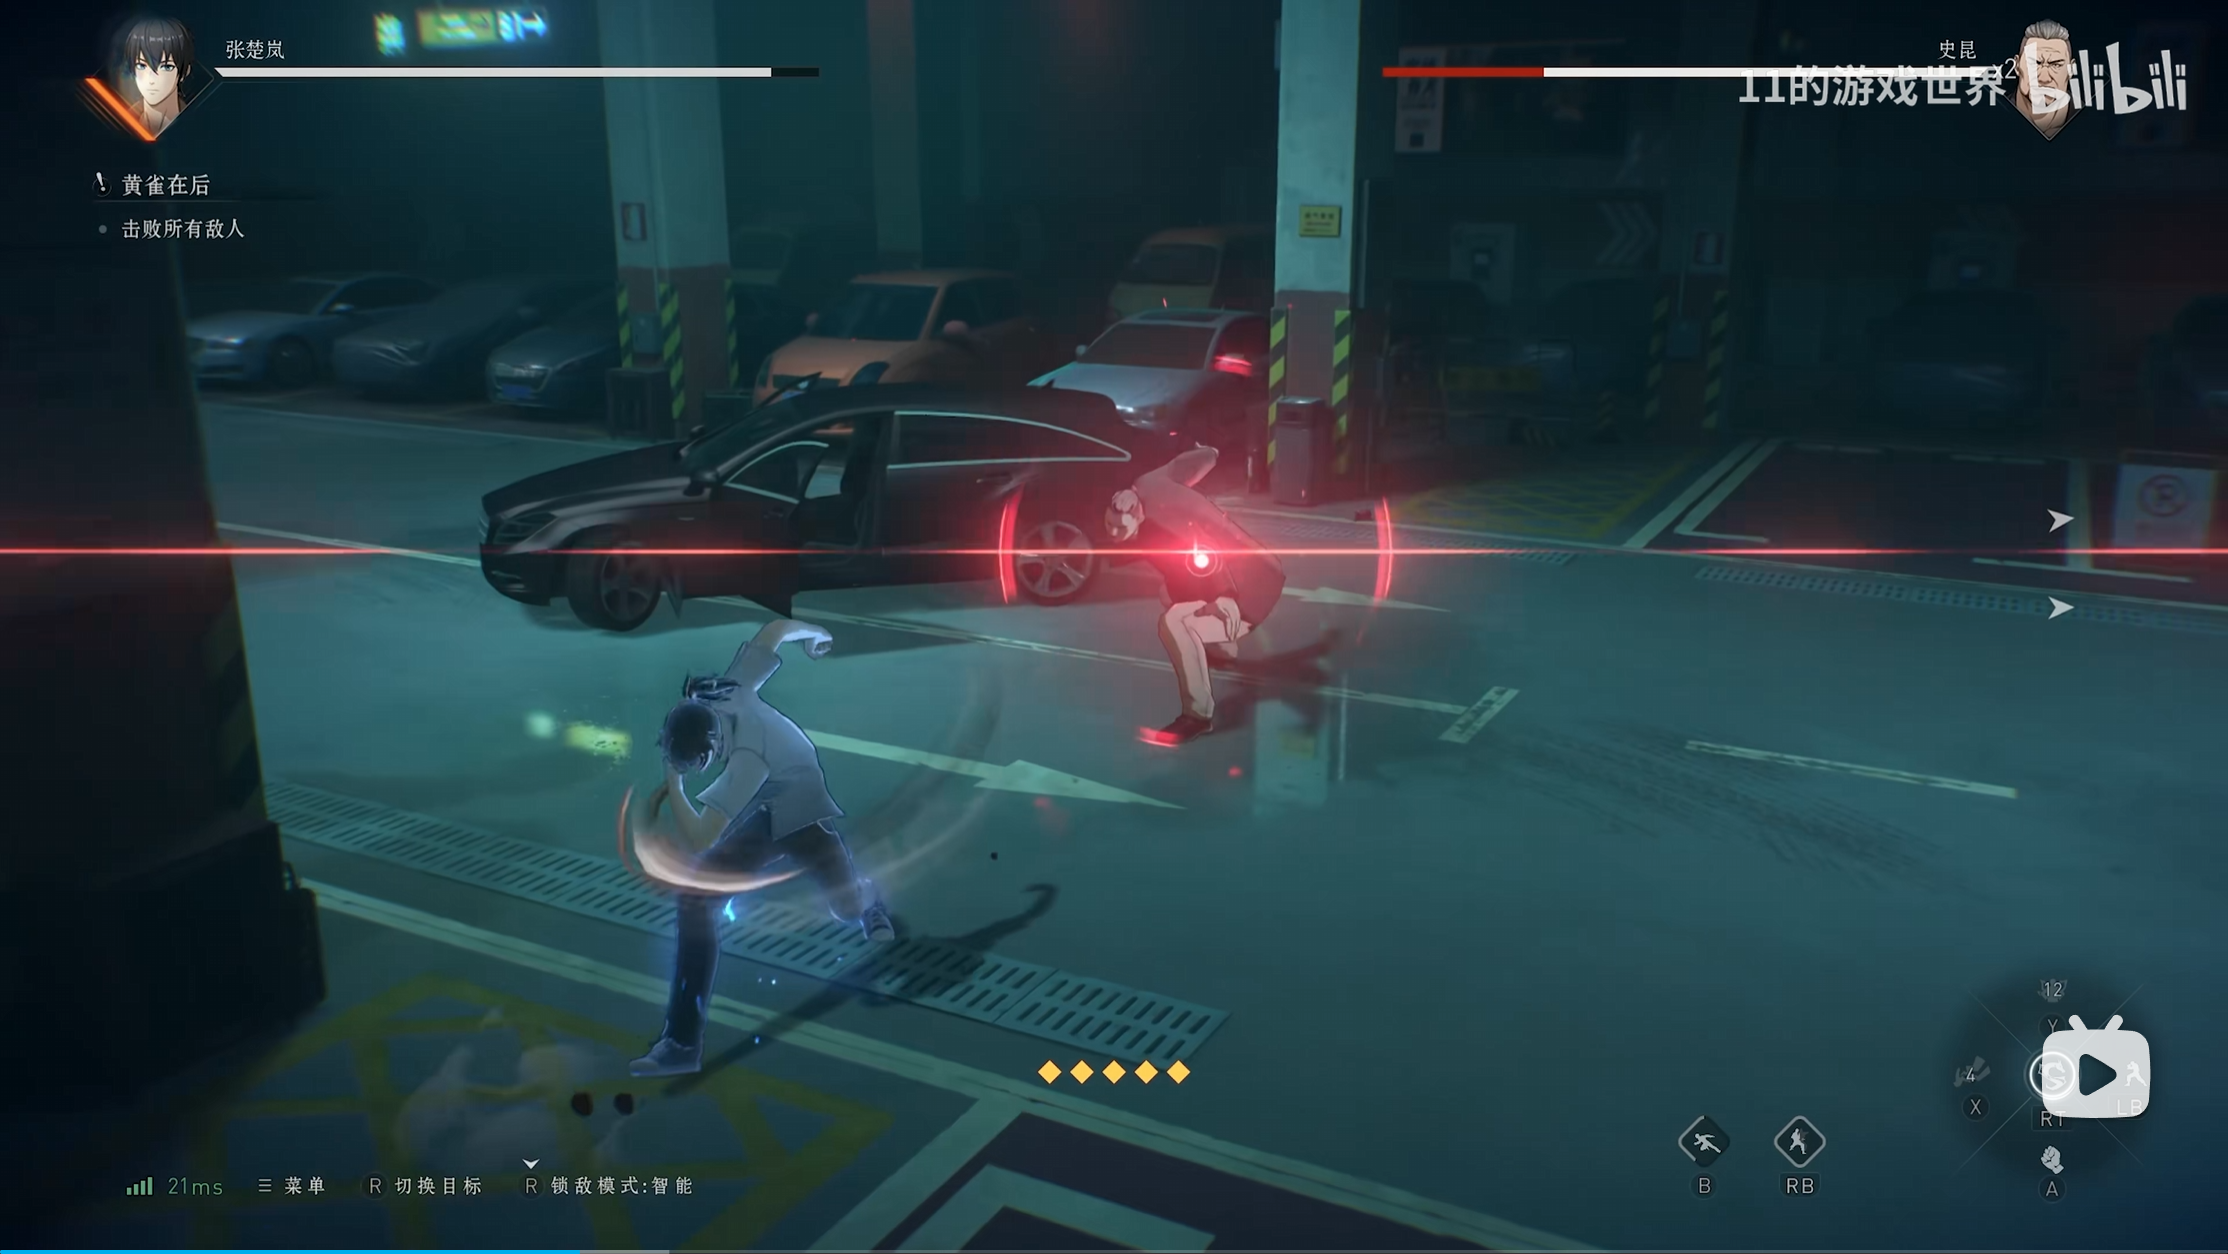 张楚岚
史昆
x2
11的游戏世界 bilibili
黄雀在后
击败所有敌人
12
Y
4
X
RT
LB
A
B
RB
21ms
菜单
R 切换目标
R 锁敌模式:智能